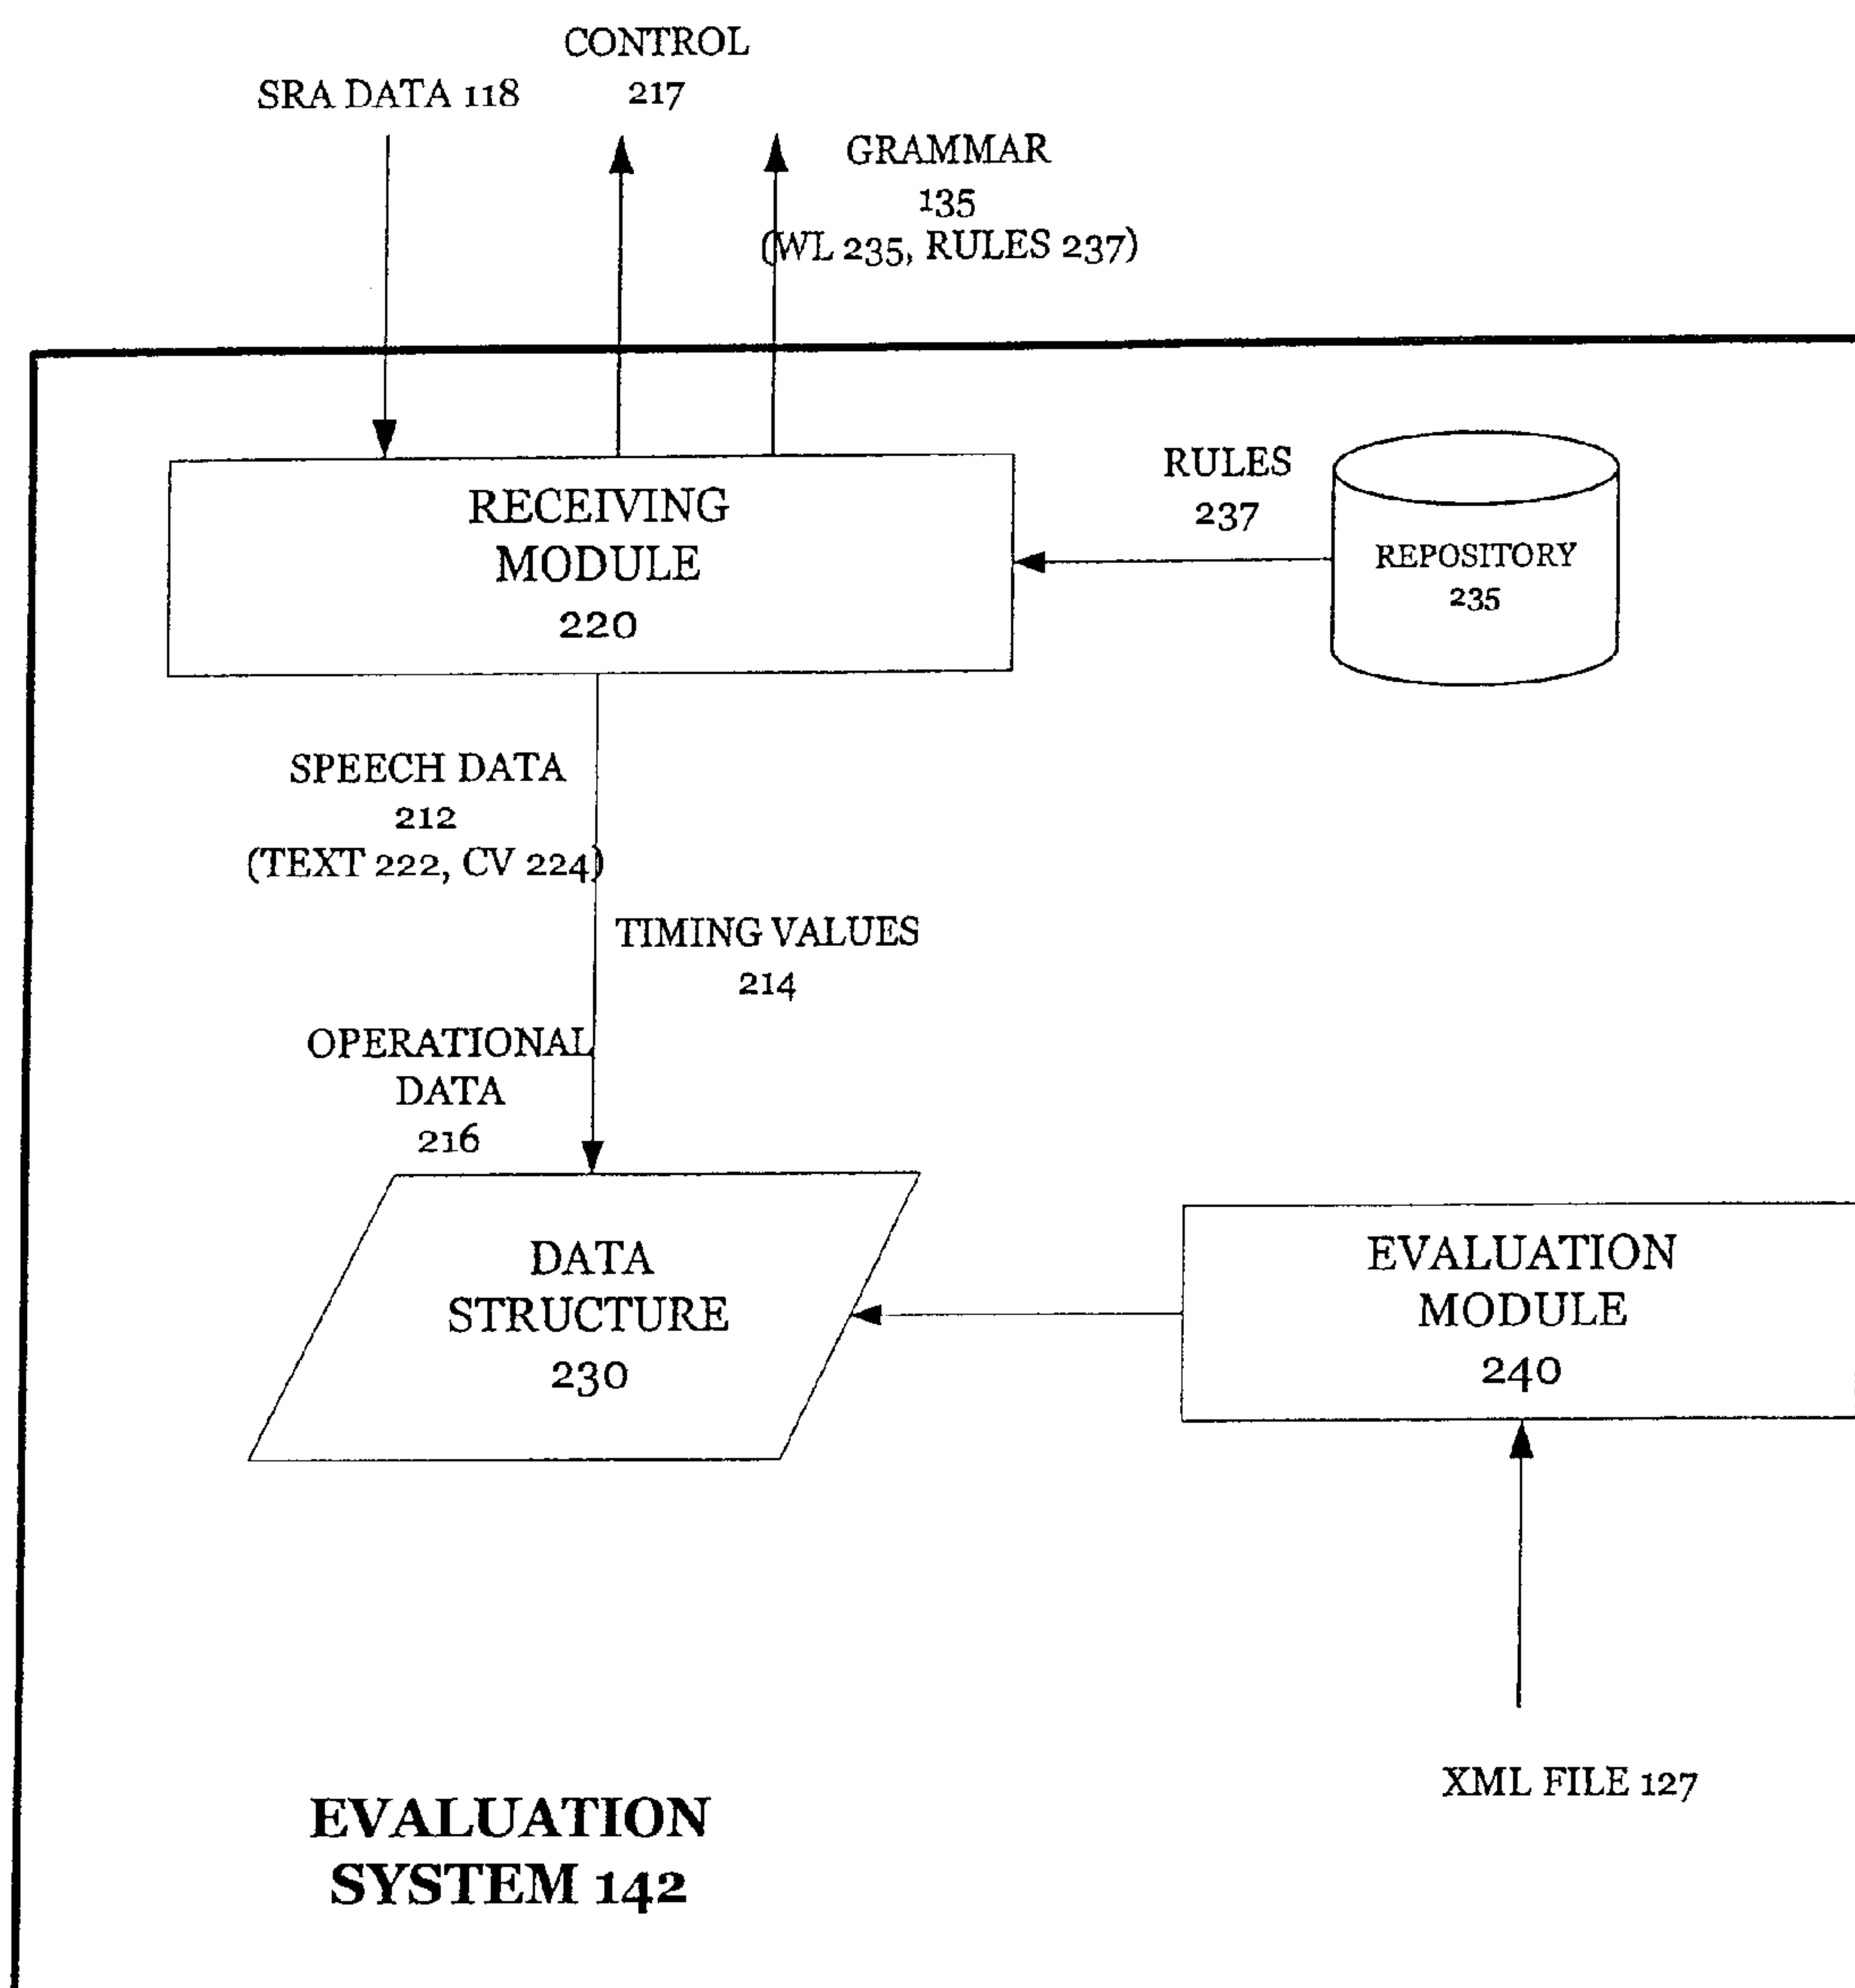 CONTROL
217
SRA DATA 118
GRAMMAR
135
(WL 235, RULES 237)
RECEIVING
MODULE
220
RULES
237
REPOSITORY
235
SPEECH DATA
212
(TEXT 222, CV 224)
TIMING VALUES
214
OPERATIONAL
DATA
216
DATA
STRUCTURE
230
EVALUATION
MODULE
240
XML FILE 127
EVALUATION
SYSTEM 142